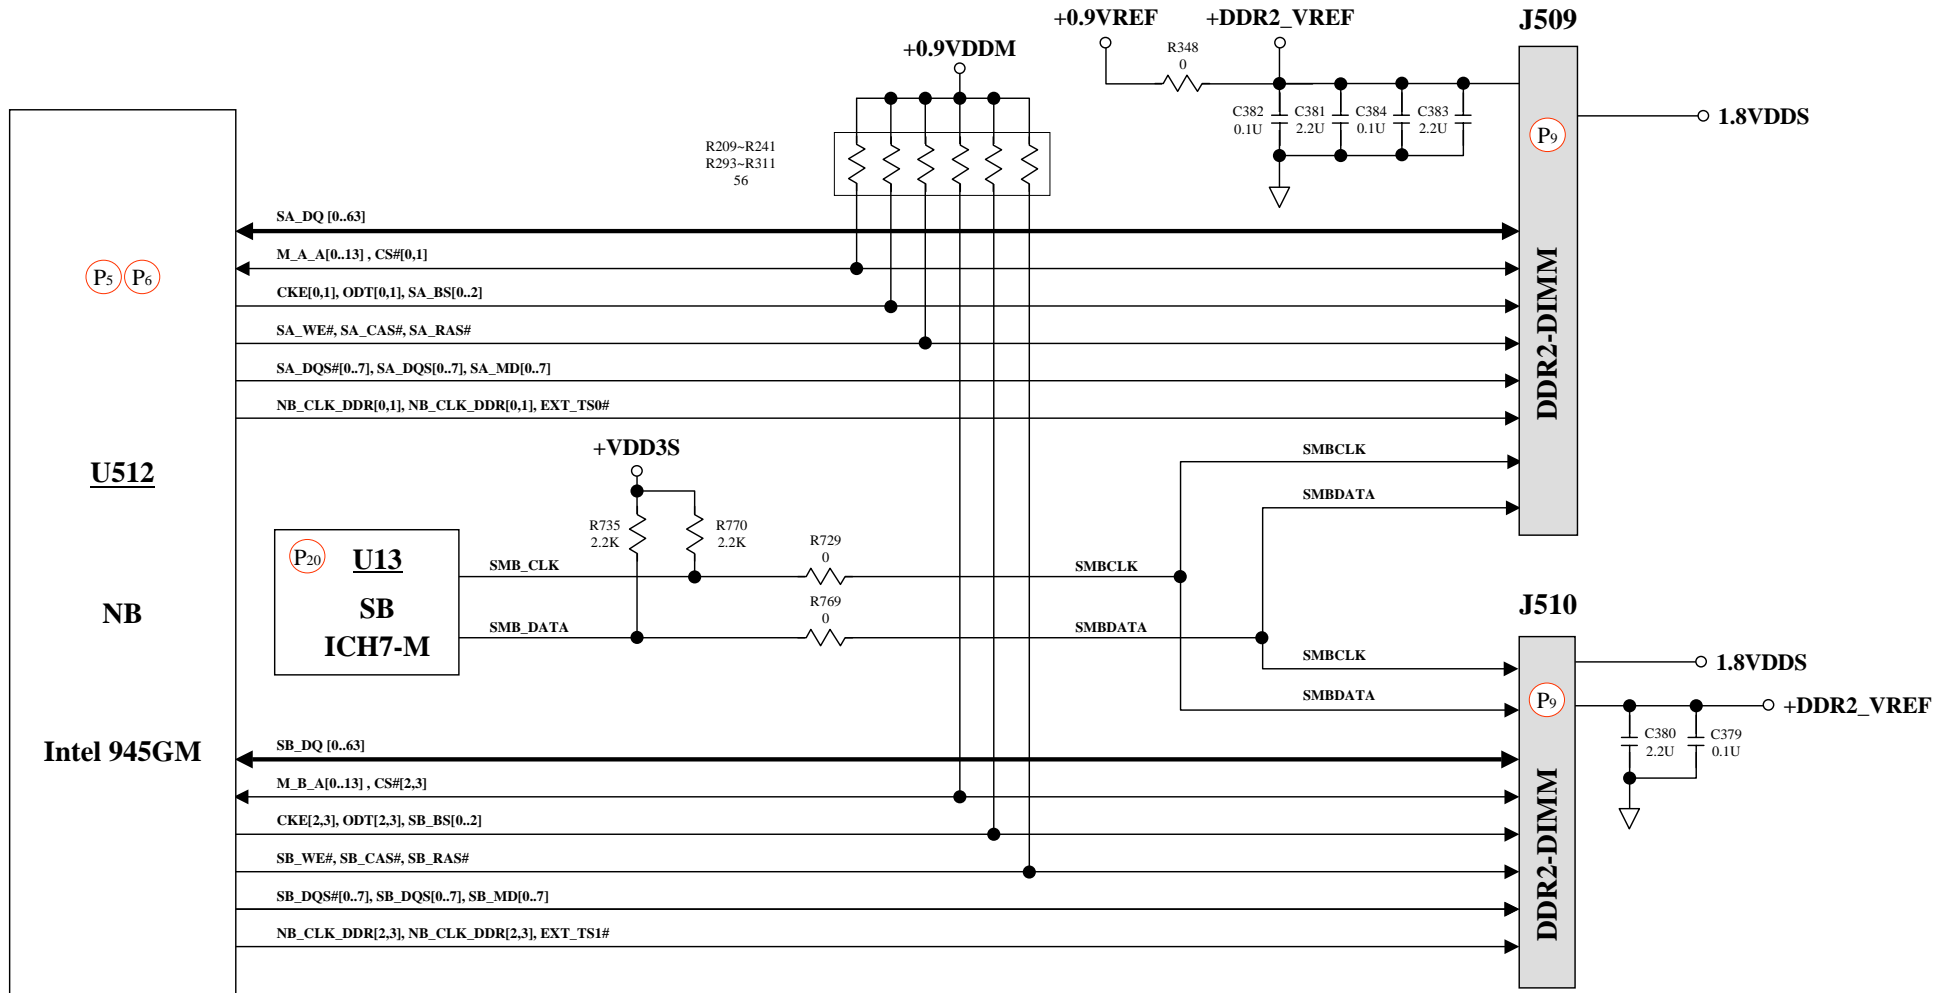 +0.9VREF
+DDR2_VREF
J509
+0.9VDDM
R348
0
C382
0.1U
C381
2.2U
C384
0.1U
C383
2.2U
P9
1.8VDDS
DDR2-DIMM
R209~R241
R293~R311
56
SA_DQ [0..63]
M_A_A[0..13] , CS#[0,1]
CKE[0,1], ODT[0,1], SA_BS[0..2]
SA_WE#, SA_CAS#, SA_RAS#
SA_DQS#[0..7], SA_DQS[0..7], SA_MD[0..7]
NB_CLK_DDR[0,1], NB_CLK_DDR[0,1], EXT_TS0#
P5
P6
U512
NB
Intel 945GM
+VDD3S
R735
2.2K
R770
2.2K
P20
U13
SB
ICH7-M
SMB_CLK
SMB_DATA
R729
0
R769
0
SMBCLK
SMBDATA
SMBCLK
SMBDATA
SMBCLK
SMBDATA
J510
P9
DDR2-DIMM
1.8VDDS
+DDR2_VREF
C380
2.2U
C379
0.1U
SB_DQ [0..63]
M_B_A[0..13] , CS#[2,3]
CKE[2,3], ODT[2,3], SB_BS[0..2]
SB_WE#, SB_CAS#, SB_RAS#
SB_DQS#[0..7], SB_DQS[0..7], SB_MD[0..7]
NB_CLK_DDR[2,3], NB_CLK_DDR[2,3], EXT_TS1#